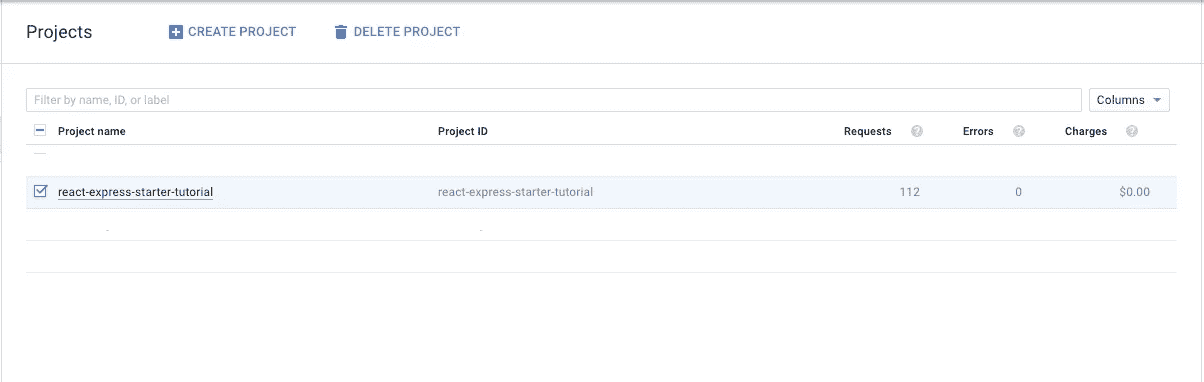 Projects CREATE PROJECT DELETE PROJECT
Filter by name, ID, or label Columns
Project name Project ID Requests ? Errors ? Charges ?
react-express-starter-tutorial react-express-starter-tutorial 112 0 $0.00